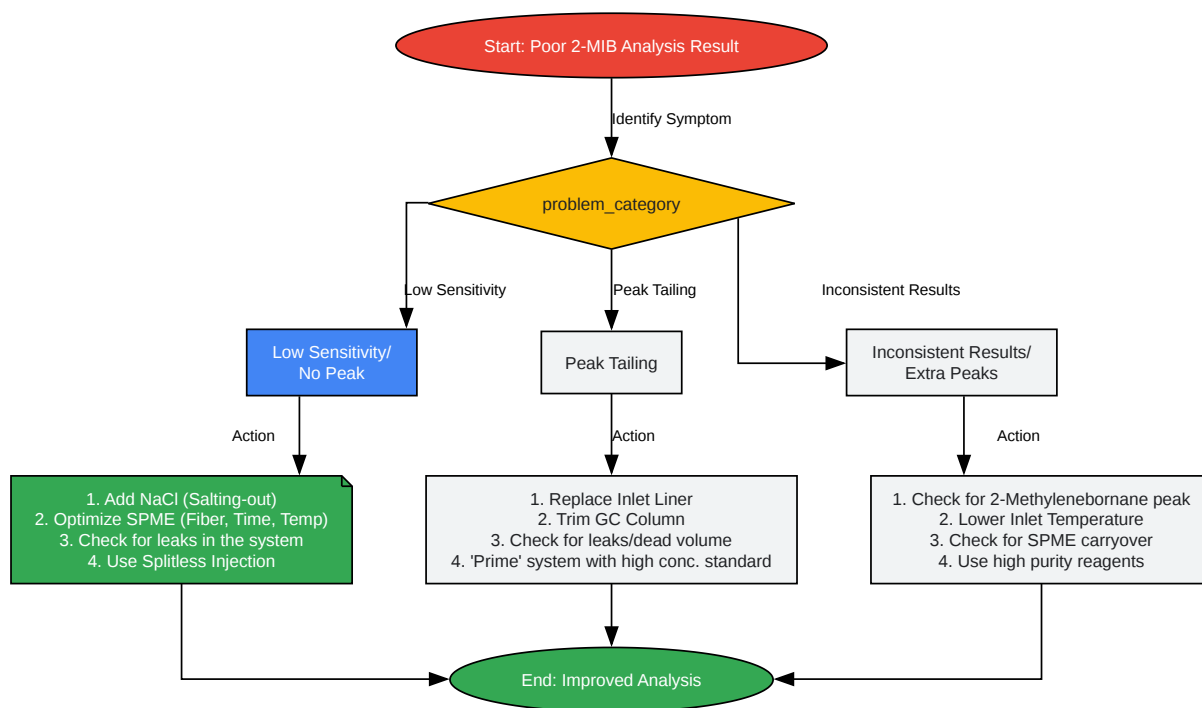 Start: Poor 2-MIB Analysis Result
Identify Symptom
problem_category
Low Sensitivity
Peak Tailing
Inconsistent Results
Low Sensitivity/
No Peak
Peak Tailing
Inconsistent Results/
Extra Peaks
Action
Action
Action
1. Add NaCl (Salting-out)
2. Optimize SPME (Fiber, Time, Temp)
3. Check for leaks in the system
4. Use Splitless Injection
1. Replace Inlet Liner
2. Trim GC Column
3. Check for leaks/dead volume
4. 'Prime' system with high conc. standard
1. Check for 2-Methylenebornane peak
2. Lower Inlet Temperature
3. Check for SPME carryover
4. Use high purity reagents
End: Improved Analysis